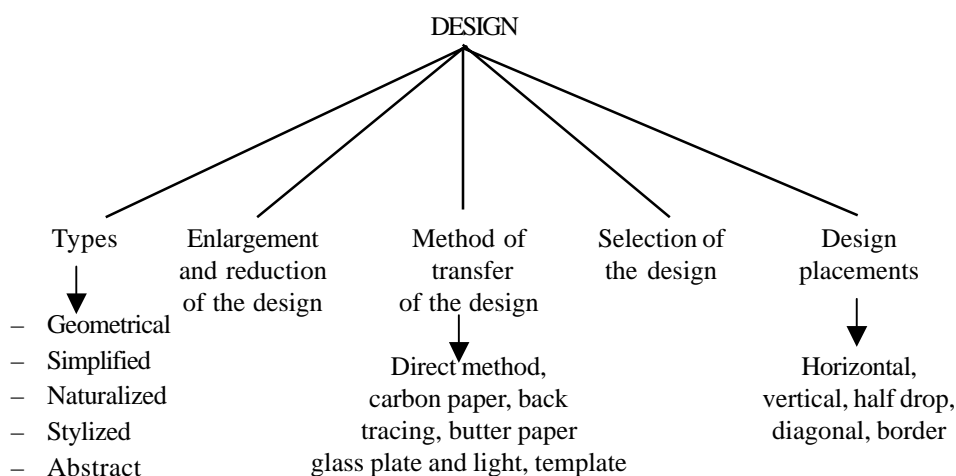 DESIGN
Types
Enlargement
and reduction
of the design
Method of
transfer
of the design
Selection of
the design
Design
placements
– Geometrical
– Simplified
– Naturalized
– Stylized
– Abstract
Direct method,
carbon paper, back
tracing, butter paper
glass plate and light, template
Horizontal,
vertical, half drop,
diagonal, border